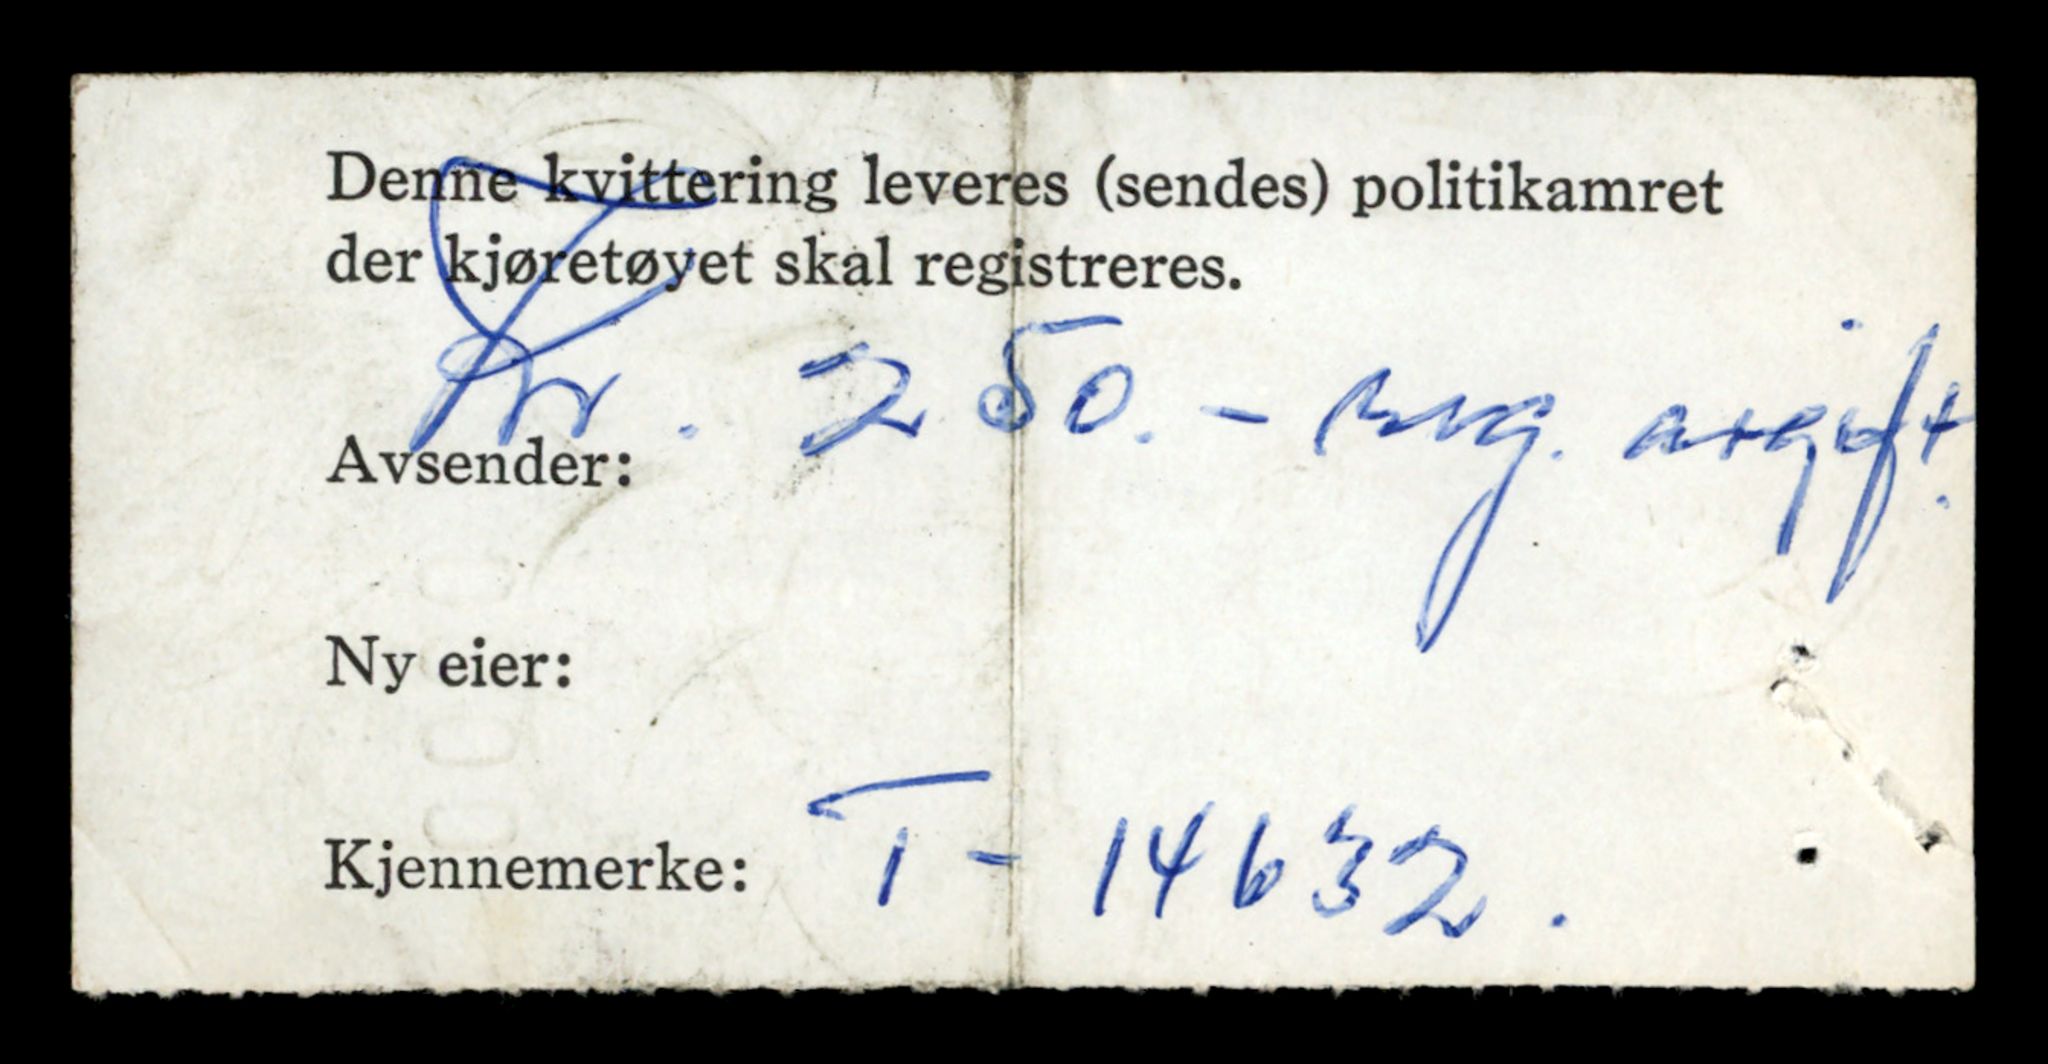 Denne kvittering leveres (sendes) politikamret
der kjøretøyet skal registreres.
Kr. 250.- reg. avgift.
Avsender:
Ny eier:
Kjennemerke: T-14632.